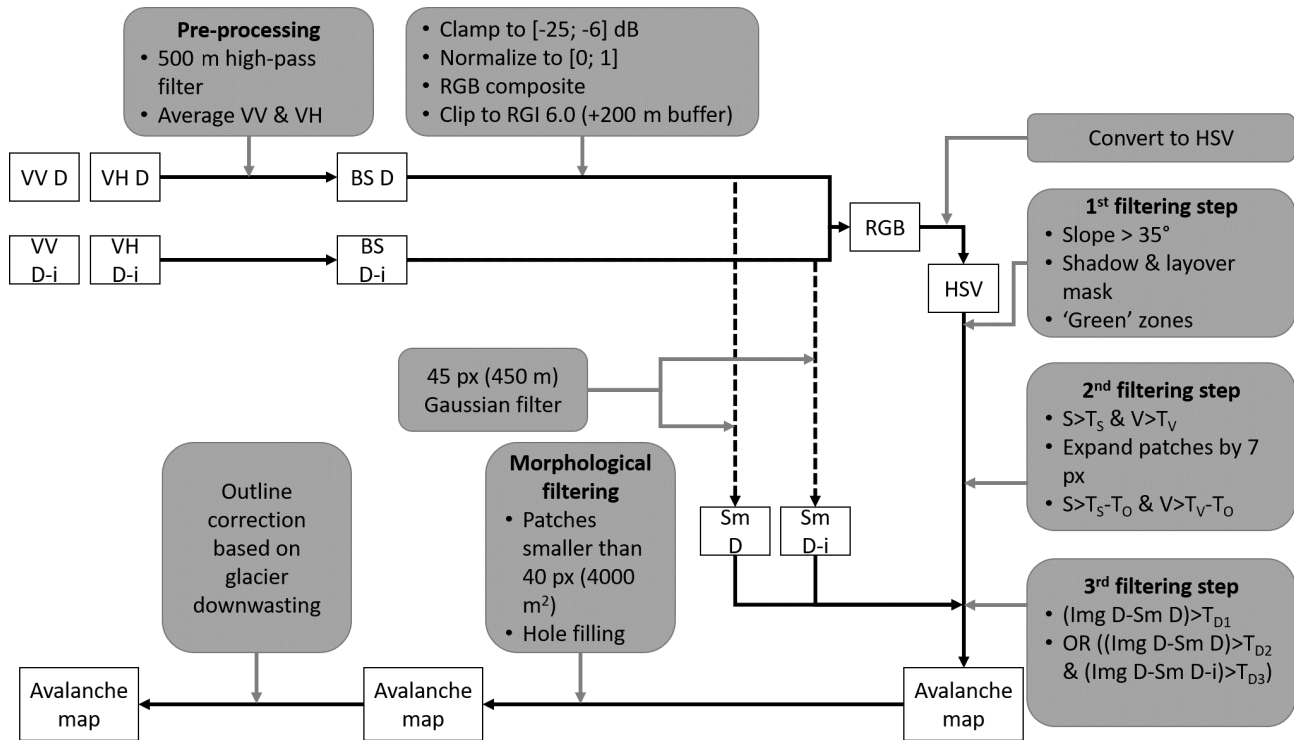 Pre-processing
• 500 m high-pass
filter
• Average VV & VH
• Clamp to [-25; -6] dB
• Normalize to [0; 1]
• RGB composite
• Clip to RGI 6.0 (+200 m buffer)
Convert to HSV
VV D
VH D
BS D
1st filtering step
• Slope > 35°
• Shadow & layover
mask
• ‘Green’ zones
RGB
VV
D-i
VH
D-i
BS
D-i
HSV
45 px (450 m)
Gaussian filter
2nd filtering step
• S>TS & V>TV
• Expand patches by 7
px
• S>TS-TO & V>TV-TO
Outline
correction
based on
glacier
downwasting
Morphological
filtering
• Patches
smaller than
40 px (4000
m2)
• Hole filling
Sm
D
Sm
D-i
3rd filtering step
• (Img D-Sm D)>TD1
• OR ((Img D-Sm D)>TD2
& (Img D-Sm D-i)>TD3)
Avalanche
map
Avalanche
map
Avalanche
map